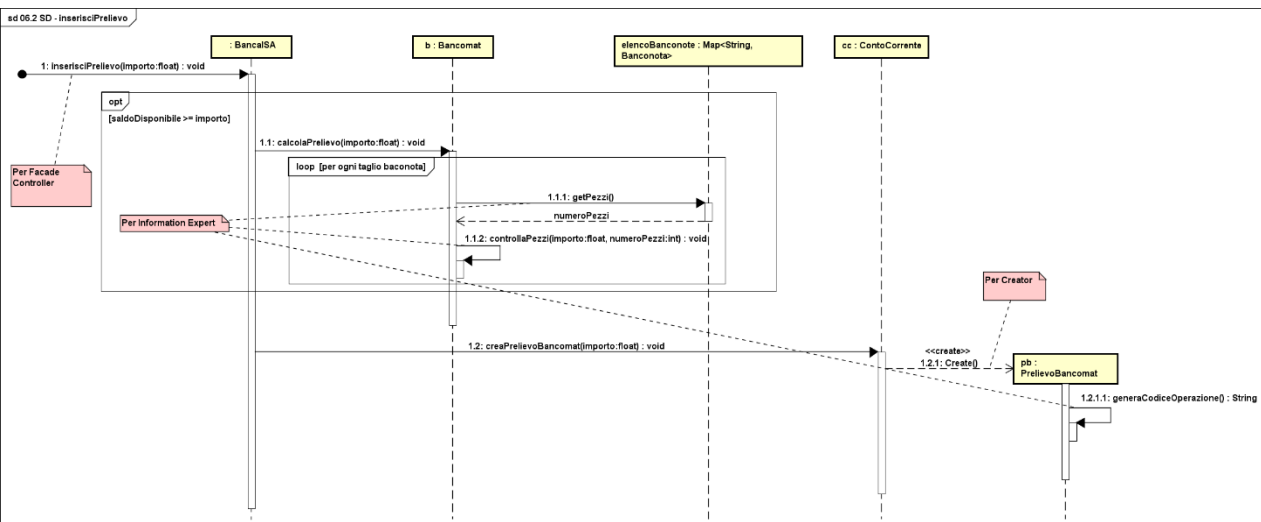 sd 06.2 SD - inserisciPrelievo
: BancaISA
b : Bancomat
elencoBanconote : Map<String,
Banconota>
cc : ContoCorrente
1: inserisciPrelievo(importo:float) : void
opt
[saldoDisponibile >= importo]
1.1: calcolaPrelievo(importo:float) : void
loop [per ogni taglio baconota]
Per Facade
Controller
1.1.1: getPezzi()
numeroPezzi
Per Information Expert
1.1.2: controllaPezzi(importo:float, numeroPezzi:int) : void
Per Creator
1.2: creaPrelievoBancomat(importo:float) : void
<<create>>
1.2.1: Create()
pb :
PrelievoBancomat
1.2.1.1: generaCodiceOperazione() : String